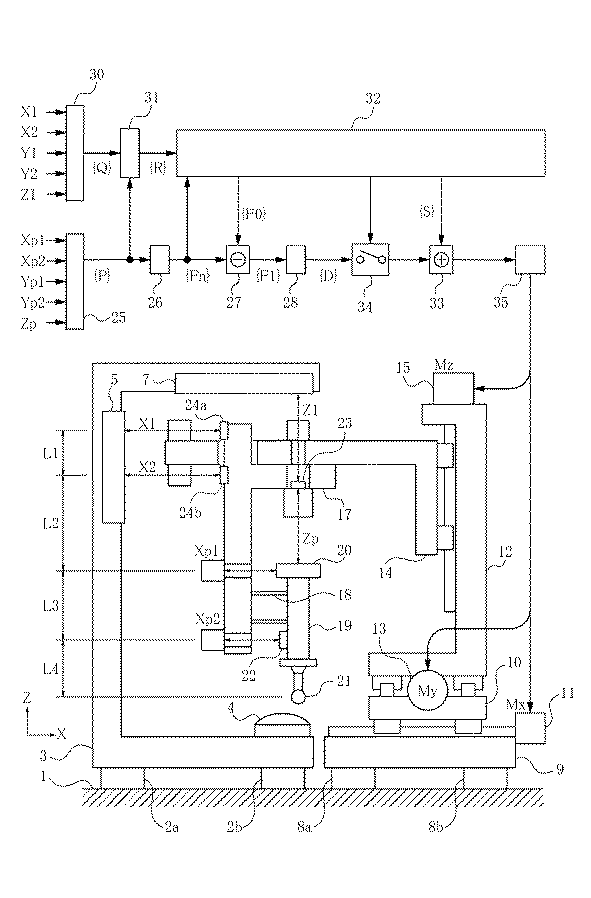 30
31
32
X1
X2
Y1
Y2
Z1
{Q}
{R}
{F0}
{S}
Xp1
Xp2
Yp1
Yp2
Zp
{P}
{Fn}
{F1}
{D}
25
26
27
28
34
33
35
5
7
24a
15
Mz
Z1
23
L1
X1
X2
L2
24b
17
Zp
Xp1
20
14
12
L3
18
Xp2
19
13
L4
22
21
10
My
Mx
11
Z
X
4
3
1
9
2a
2b
8a
8b